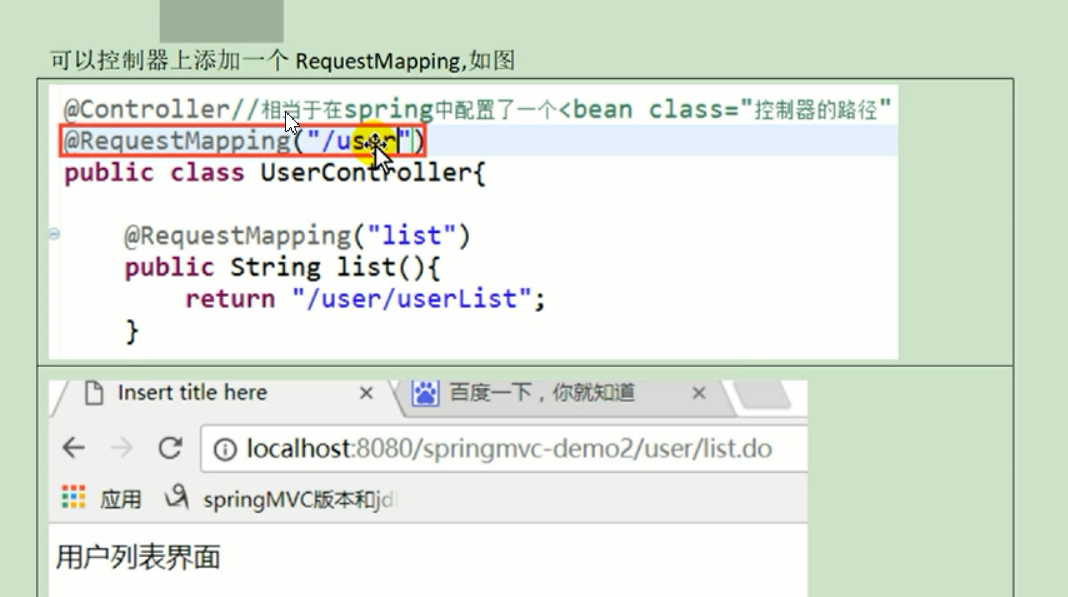 可以控制器上添加一个 RequestMapping,如图
@Controller//相当于在spring中配置了一个<bean class="控制器的路径"
@RequestMapping("/user")
public class UserController{
@RequestMapping("list")
public String list(){
return "/user/userList";
}
Insert title here
百度一下，你就知道
localhost:8080/springmvc-demo2/user/list.do
应用 springMVC版本和jd
用户列表界面